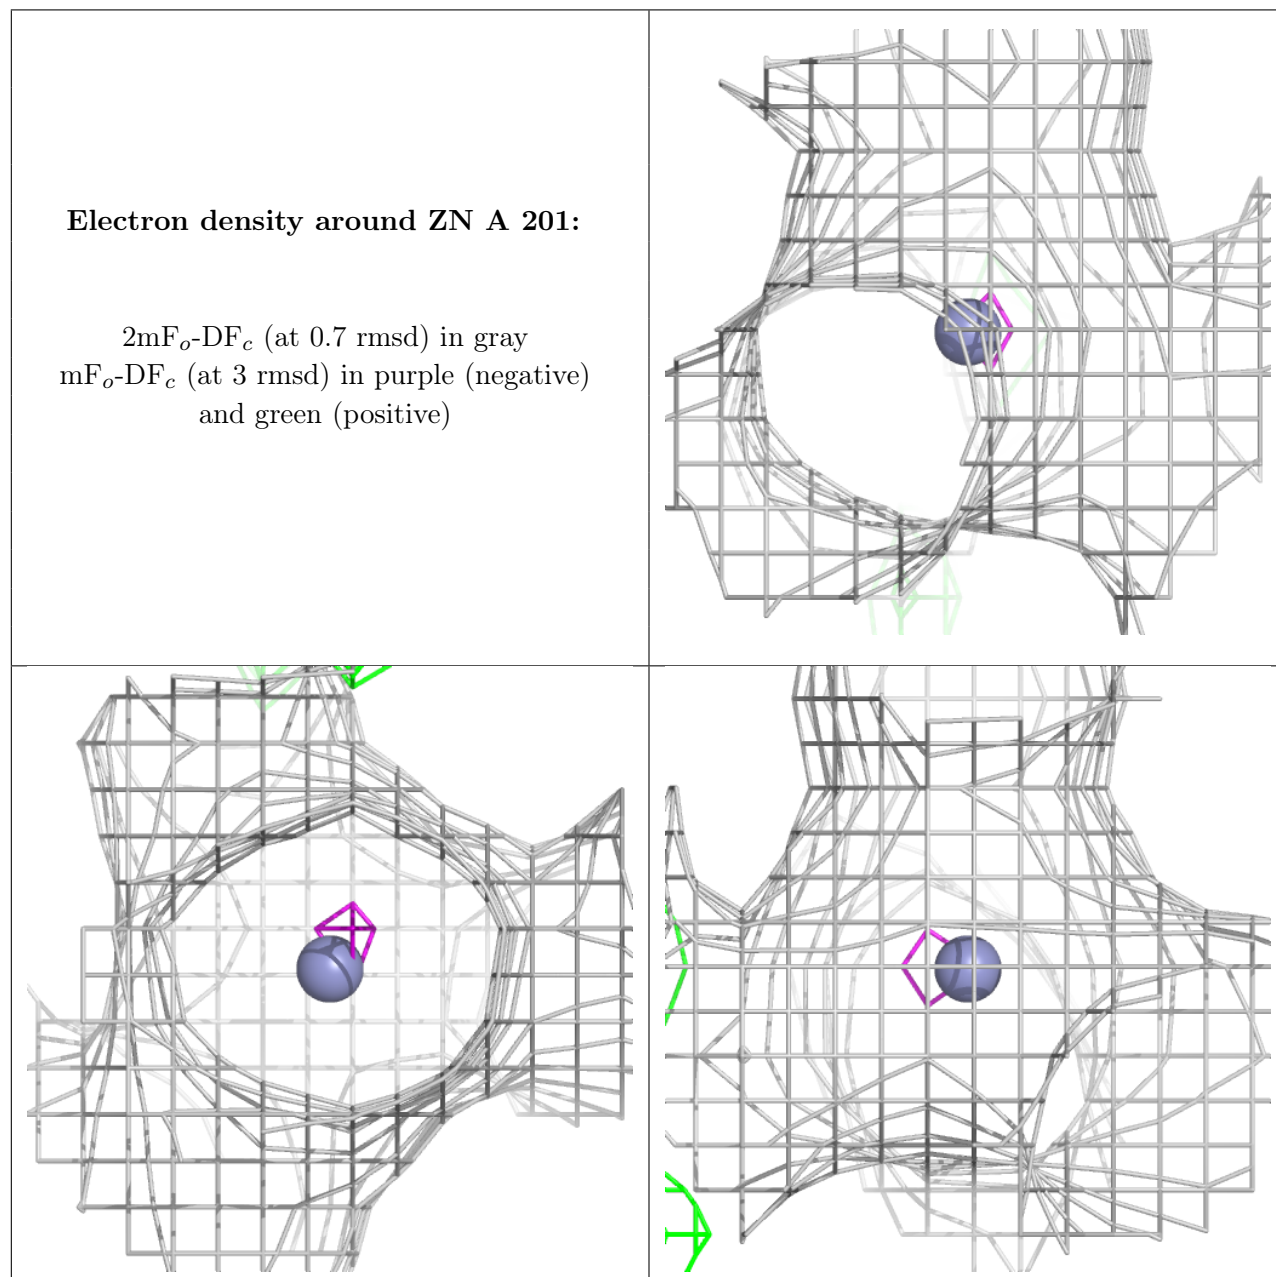 Electron density around ZN A 201:
2mFo-DFc (at 0.7 rmsd) in gray
mFo-DFc (at 3 rmsd) in purple (negative)
and green (positive)